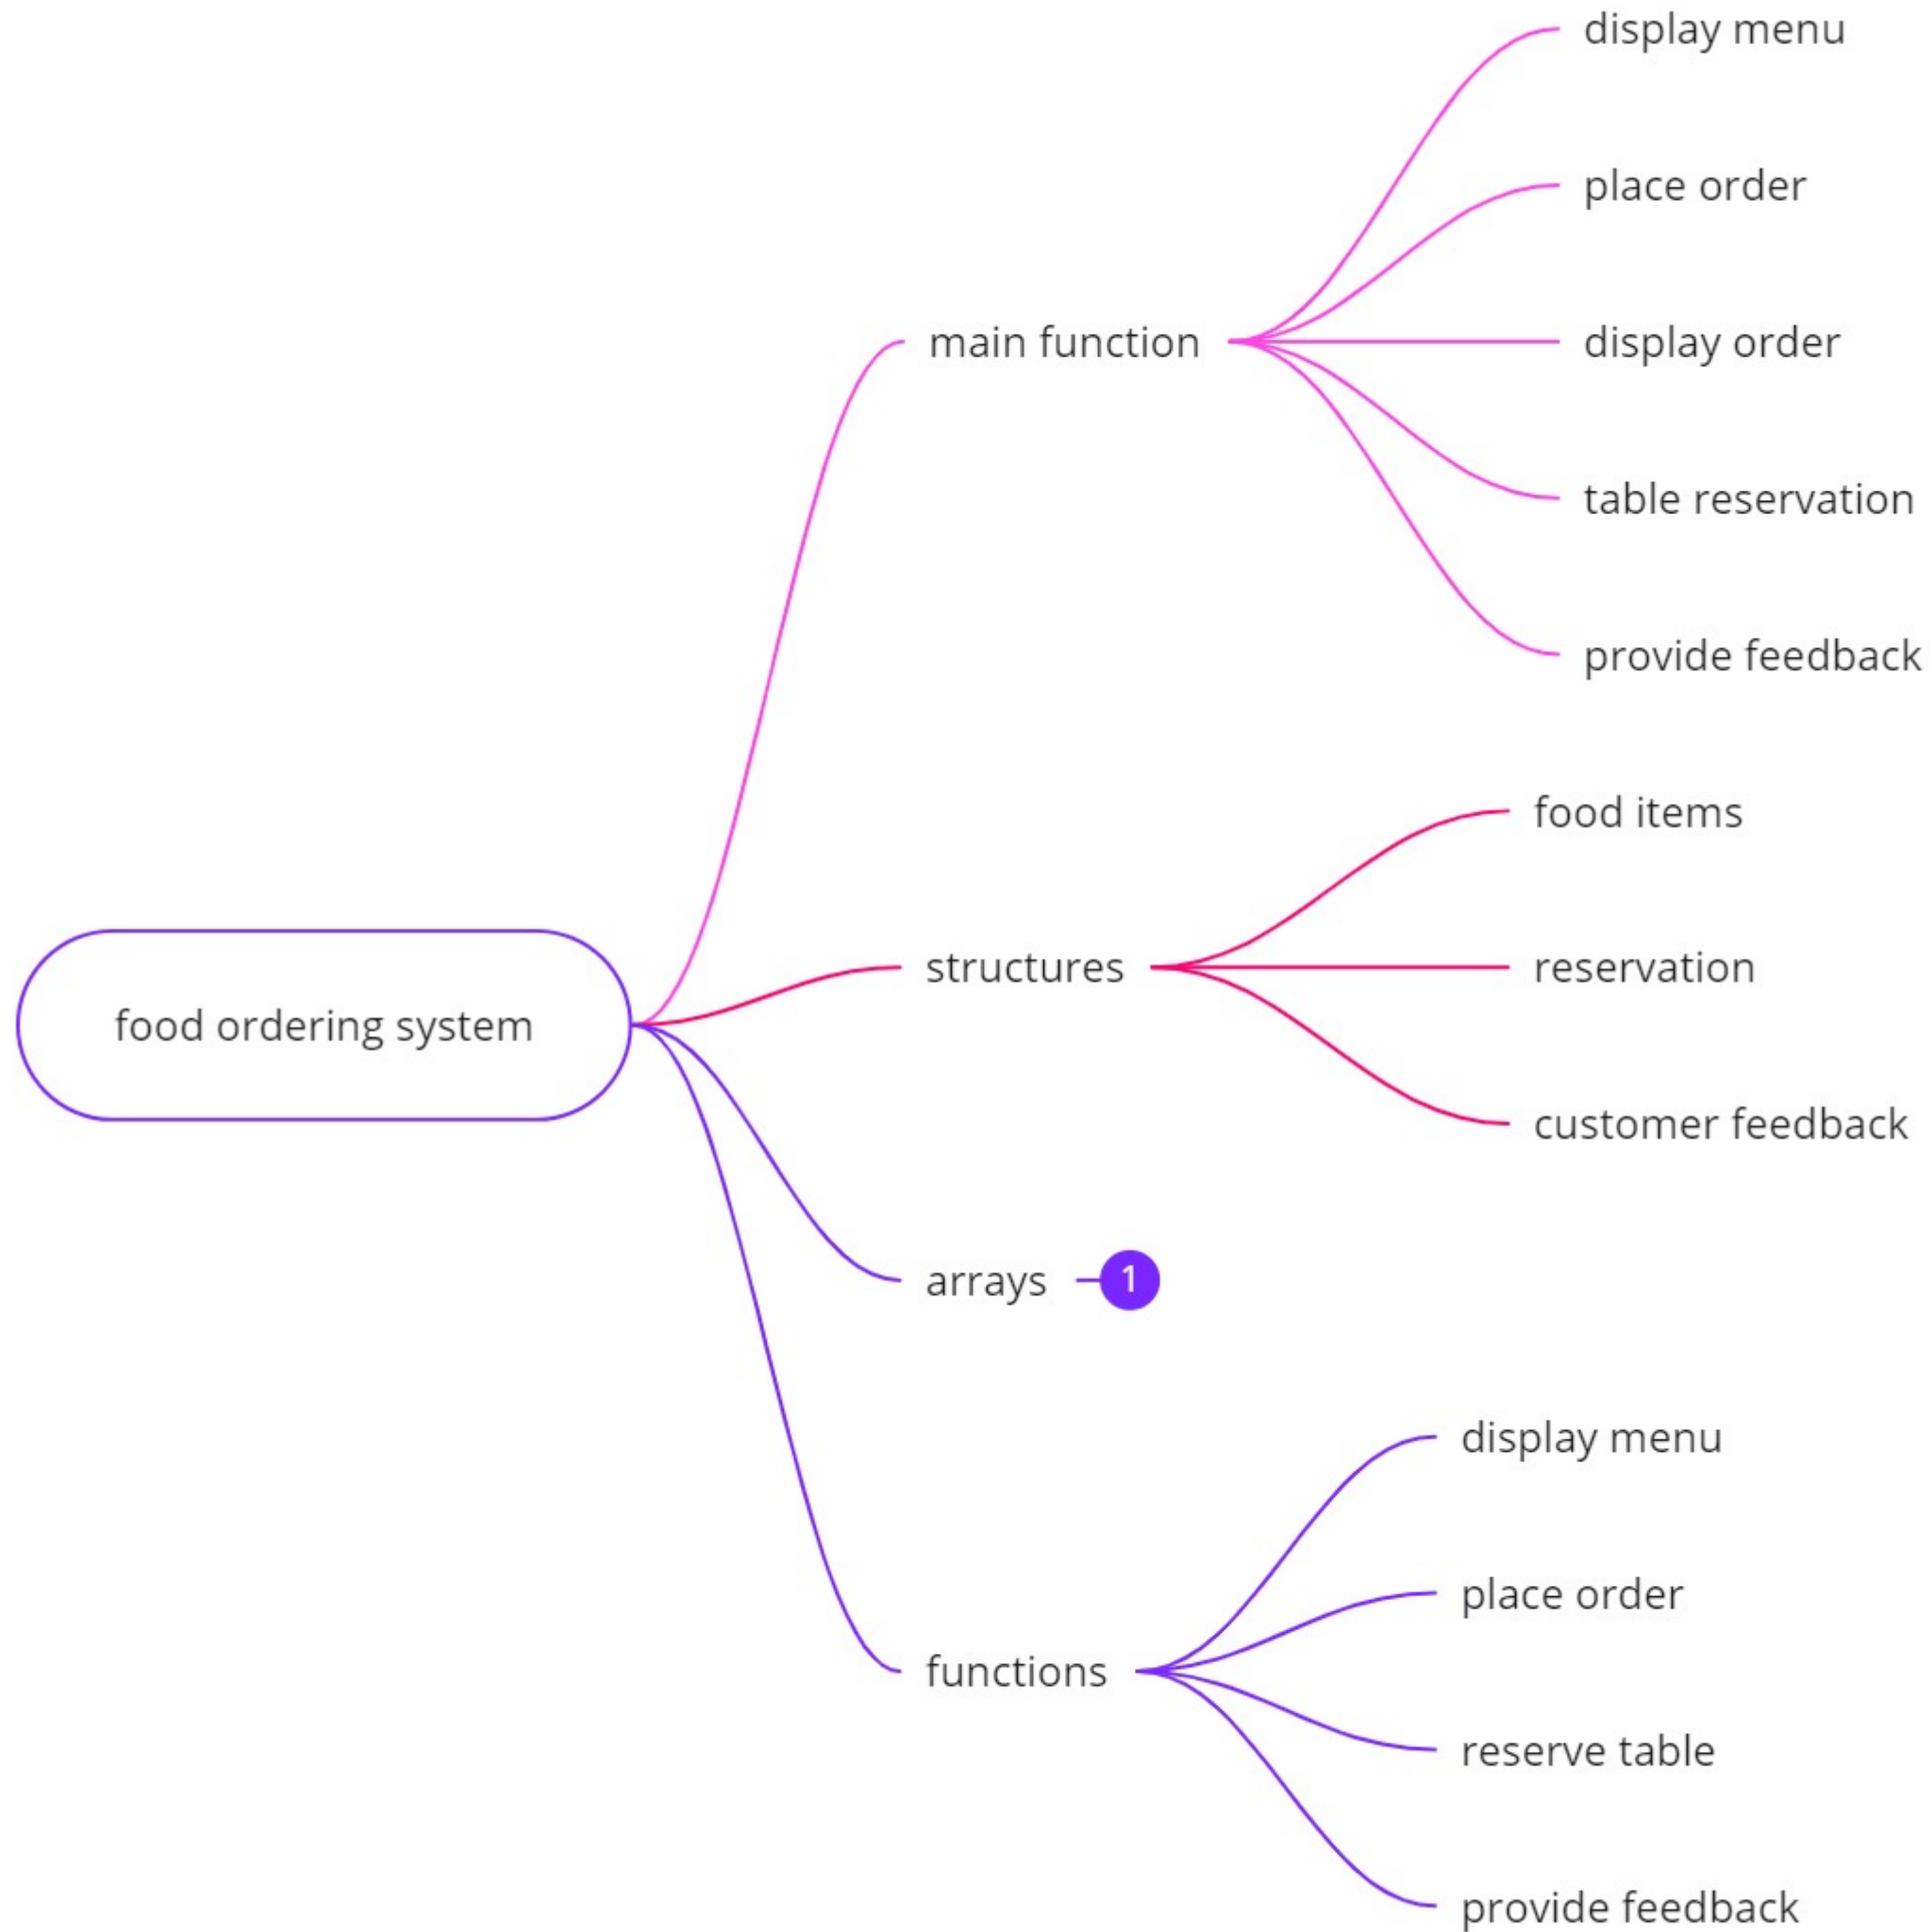 food ordering system
main function
display menu
place order
display order
table reservation
provide feedback
structures
food items
reservation
customer feedback
arrays
1
functions
display menu
place order
reserve table
provide feedback